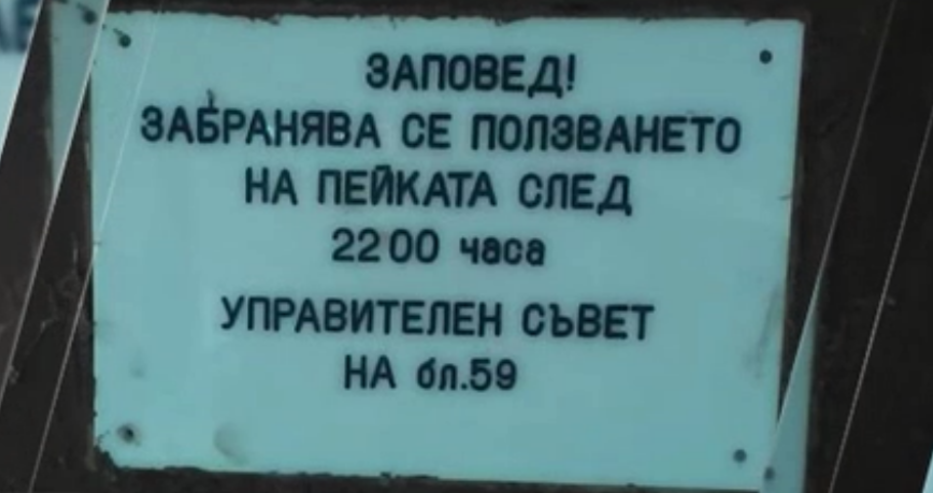 ЗАПОВЕД!
ЗАБРАНЯВА СЕ ПОЛЗВАНЕТО
НА ПЕЙКАТА СЛЕД
22 00 часа
УПРАВИТЕЛЕН СЪВЕТ
НА бл.59